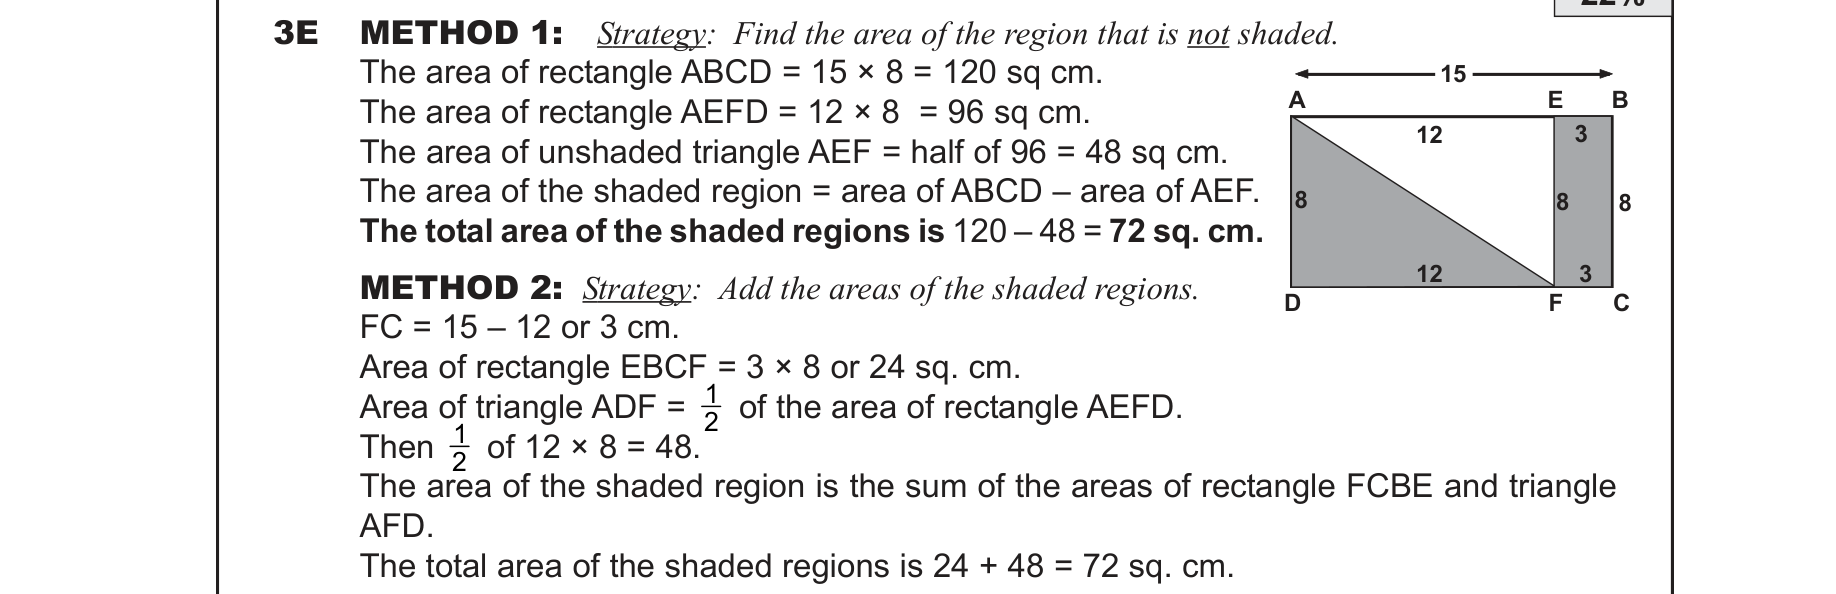 22%
3E METHOD 1: Strategy: Find the area of the region that is not shaded.
The area of rectangle ABCD = 15 × 8 = 120 sq cm.
The area of rectangle AEFD = 12 × 8 = 96 sq cm.
The area of unshaded triangle AEF = half of 96 = 48 sq cm.
The area of the shaded region = area of ABCD – area of AEF.
The total area of the shaded regions is 120 – 48 = 72 sq. cm.
15
A E B
12 3
8 8 8
12 3
D F C
METHOD 2: Strategy: Add the areas of the shaded regions.
FC = 15 – 12 or 3 cm.
Area of rectangle EBCF = 3 × 8 or 24 sq. cm.
Area of triangle ADF = 1/2 of the area of rectangle AEFD.
Then 1/2 of 12 × 8 = 48.
The area of the shaded region is the sum of the areas of rectangle FCBE and triangle
AFD.
The total area of the shaded regions is 24 + 48 = 72 sq. cm.